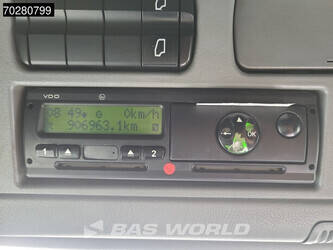 70280799
VDO
08:49 0km/h
906963.1km
1 2
OK
BAS WORLD